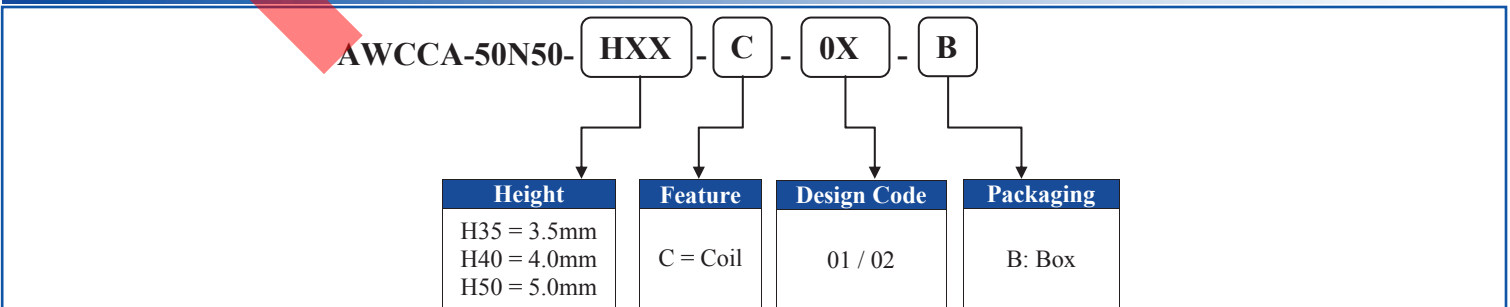 AWCCA-50N50- HXX - C - 0X - B
Height Feature Design Code Packaging
H35 = 3.5mm
H40 = 4.0mm C = Coil 01 / 02 B: Box
H50 = 5.0mm